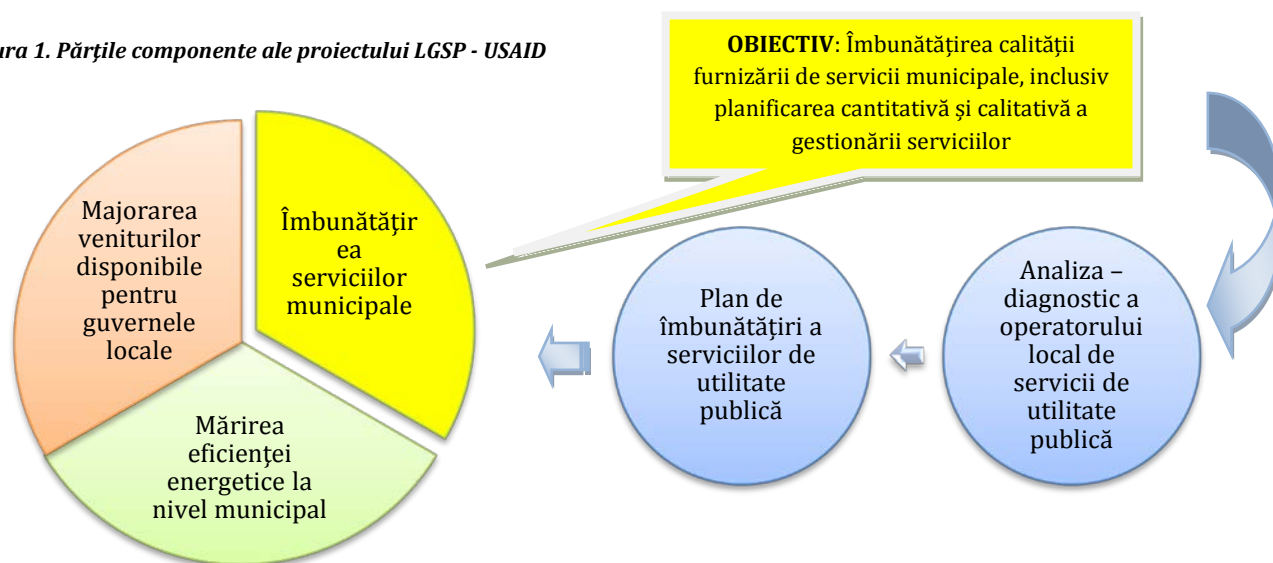 ura 1. Părțile componente ale proiectului LGSP - USAID
OBIECTIV: Îmbunătățirea calității
furnizării de servicii municipale, inclusiv
planificarea cantitativă și calitativă a
gestionării serviciilor
Majorarea
veniturilor
disponibile
pentru
guvernele
locale
Îmbunătățir
ea
serviciilor
municipale
Mărirea
eficienței
energetice la
nivel municipal
Plan de
îmbunătățiri a
serviciilor de
utilitate
publică
Analiza –
diagnostic a
operatorului
local de
servicii de
utilitate
publică